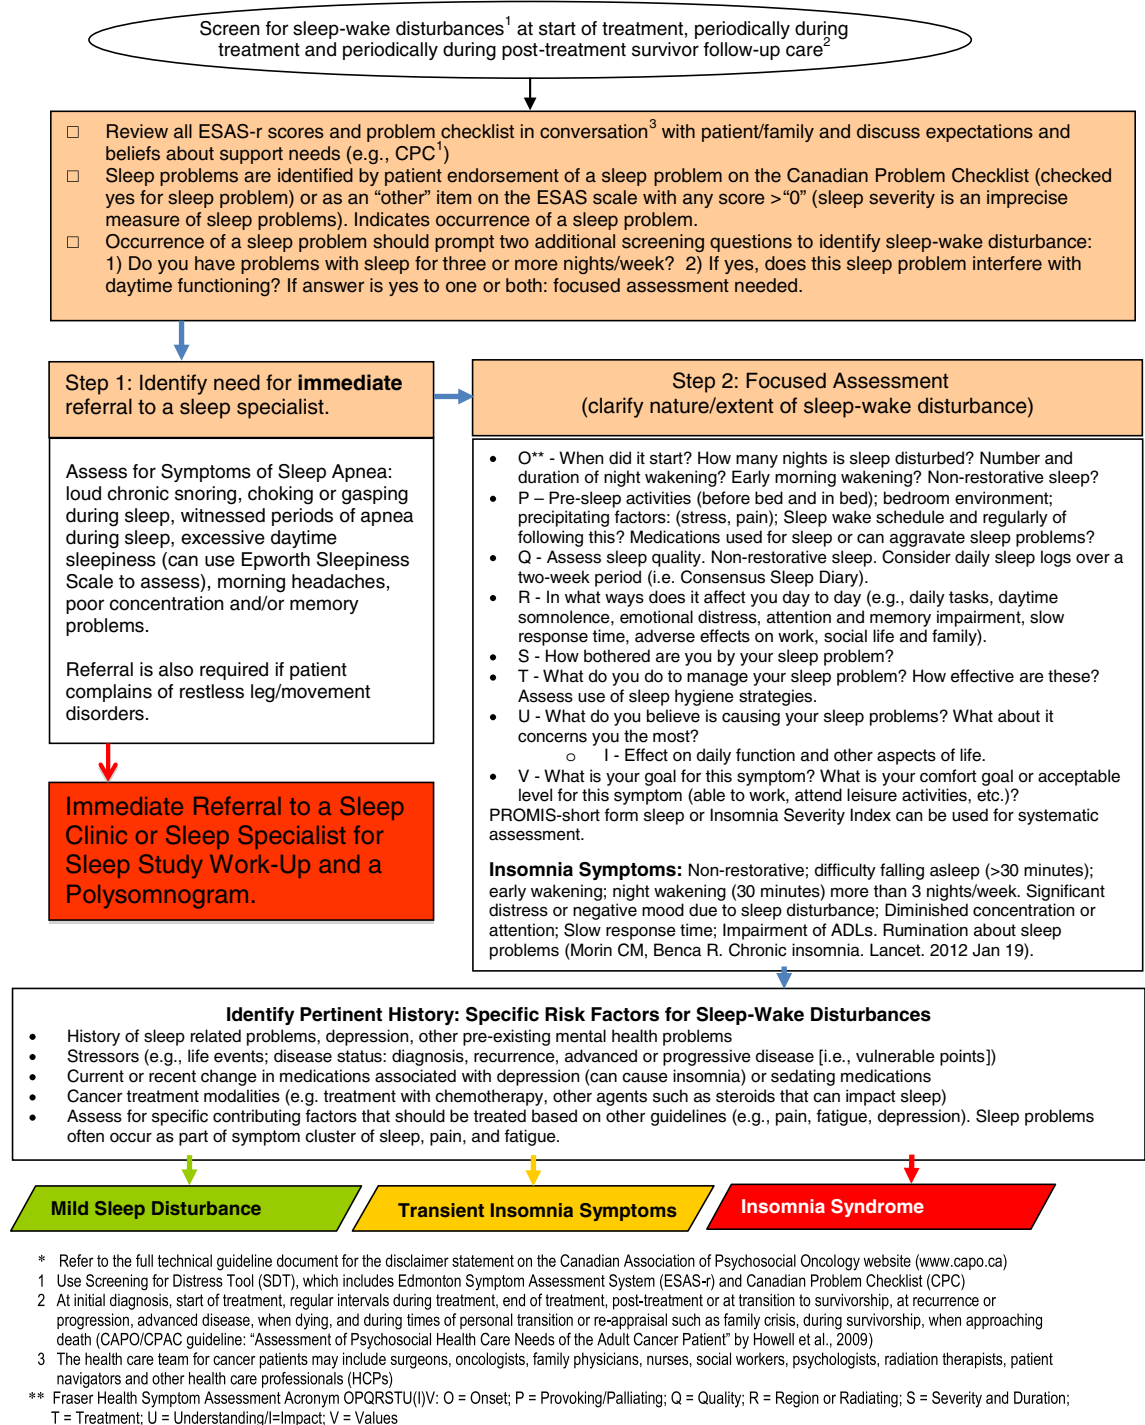 Screen for sleep-wake disturbances1 at start of treatment, periodically during
treatment and periodically during post-treatment survivor follow-up care2
□ Review all ESAS-r scores and problem checklist in conversation3 with patient/family and discuss expectations and
beliefs about support needs (e.g., CPC1)
□ Sleep problems are identified by patient endorsement of a sleep problem on the Canadian Problem Checklist (checked
yes for sleep problem) or as an “other” item on the ESAS scale with any score >“0” (sleep severity is an imprecise
measure of sleep problems). Indicates occurrence of a sleep problem.
□ Occurrence of a sleep problem should prompt two additional screening questions to identify sleep-wake disturbance:
1) Do you have problems with sleep for three or more nights/week? 2) If yes, does this sleep problem interfere with
daytime functioning? If answer is yes to one or both: focused assessment needed.
Step 1: Identify need for immediate
referral to a sleep specialist.
Assess for Symptoms of Sleep Apnea:
loud chronic snoring, choking or gasping
during sleep, witnessed periods of apnea
during sleep, excessive daytime
sleepiness (can use Epworth Sleepiness
Scale to assess), morning headaches,
poor concentration and/or memory
problems.
Referral is also required if patient
complains of restless leg/movement
disorders.
Immediate Referral to a Sleep
Clinic or Sleep Specialist for
Sleep Study Work-Up and a
Polysomnogram.
Step 2: Focused Assessment
(clarify nature/extent of sleep-wake disturbance)
• O** - When did it start? How many nights is sleep disturbed? Number and
duration of night wakening? Early morning wakening? Non-restorative sleep?
• P – Pre-sleep activities (before bed and in bed); bedroom environment;
precipitating factors: (stress, pain); Sleep wake schedule and regularly of
following this? Medications used for sleep or can aggravate sleep problems?
• Q - Assess sleep quality. Non-restorative sleep. Consider daily sleep logs over a
two-week period (i.e. Consensus Sleep Diary).
• R - In what ways does it affect you day to day (e.g., daily tasks, daytime
somnolence, emotional distress, attention and memory impairment, slow
response time, adverse effects on work, social life and family).
• S - How bothered are you by your sleep problem?
• T - What do you do to manage your sleep problem? How effective are these?
Assess use of sleep hygiene strategies.
• U - What do you believe is causing your sleep problems? What about it
concerns you the most?
o I - Effect on daily function and other aspects of life.
• V - What is your goal for this symptom? What is your comfort goal or acceptable
level for this symptom (able to work, attend leisure activities, etc.)?
PROMIS-short form sleep or Insomnia Severity Index can be used for systematic
assessment.
Insomnia Symptoms: Non-restorative; difficulty falling asleep (>30 minutes);
early wakening; night wakening (30 minutes) more than 3 nights/week. Significant
distress or negative mood due to sleep disturbance; Diminished concentration or
attention; Slow response time; Impairment of ADLs. Rumination about sleep
problems (Morin CM, Benca R. Chronic insomnia. Lancet. 2012 Jan 19).
Identify Pertinent History: Specific Risk Factors for Sleep-Wake Disturbances
• History of sleep related problems, depression, other pre-existing mental health problems
• Stressors (e.g., life events; disease status: diagnosis, recurrence, advanced or progressive disease [i.e., vulnerable points])
• Current or recent change in medications associated with depression (can cause insomnia) or sedating medications
• Cancer treatment modalities (e.g. treatment with chemotherapy, other agents such as steroids that can impact sleep)
• Assess for specific contributing factors that should be treated based on other guidelines (e.g., pain, fatigue, depression). Sleep problems
often occur as part of symptom cluster of sleep, pain, and fatigue.
Mild Sleep Disturbance
Transient Insomnia Symptoms
Insomnia Syndrome
* Refer to the full technical guideline document for the disclaimer statement on the Canadian Association of Psychosocial Oncology website (www.capo.ca)
1 Use Screening for Distress Tool (SDT), which includes Edmonton Symptom Assessment System (ESAS-r) and Canadian Problem Checklist (CPC)
2 At initial diagnosis, start of treatment, regular intervals during treatment, end of treatment, post-treatment or at transition to survivorship, at recurrence or
progression, advanced disease, when dying, and during times of personal transition or re-appraisal such as family crisis, during survivorship, when approaching
death (CAPO/CPAC guideline: “Assessment of Psychosocial Health Care Needs of the Adult Cancer Patient” by Howell et al., 2009)
3 The health care team for cancer patients may include surgeons, oncologists, family physicians, nurses, social workers, psychologists, radiation therapists, patient
navigators and other health care professionals (HCPs)
** Fraser Health Symptom Assessment Acronym OPQRSTU(I)V: O = Onset; P = Provoking/Palliating; Q = Quality; R = Region or Radiating; S = Severity and Duration;
T = Treatment; U = Understanding/I=Impact; V = Values